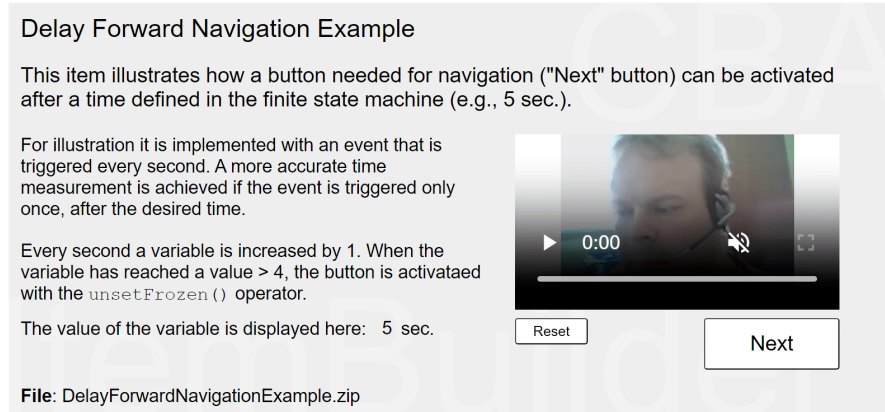 Delay Forward Navigation Example
This item illustrates how a button needed for navigation ("Next" button) can be activated
after a time defined in the finite state machine (e.g., 5 sec.).
For illustration it is implemented with an event that is
triggered every second. A more accurate time
measurement is achieved if the event is triggered only
once, after the desired time.
Every second a variable is increased by 1. When the
variable has reached a value > 4, the button is activataed
with the unsetFrozen() operator.
The value of the variable is displayed here: 5 sec.
0:00
Reset
Next
File: DelayForwardNavigationExample.zip
CBA
ItemBuilder